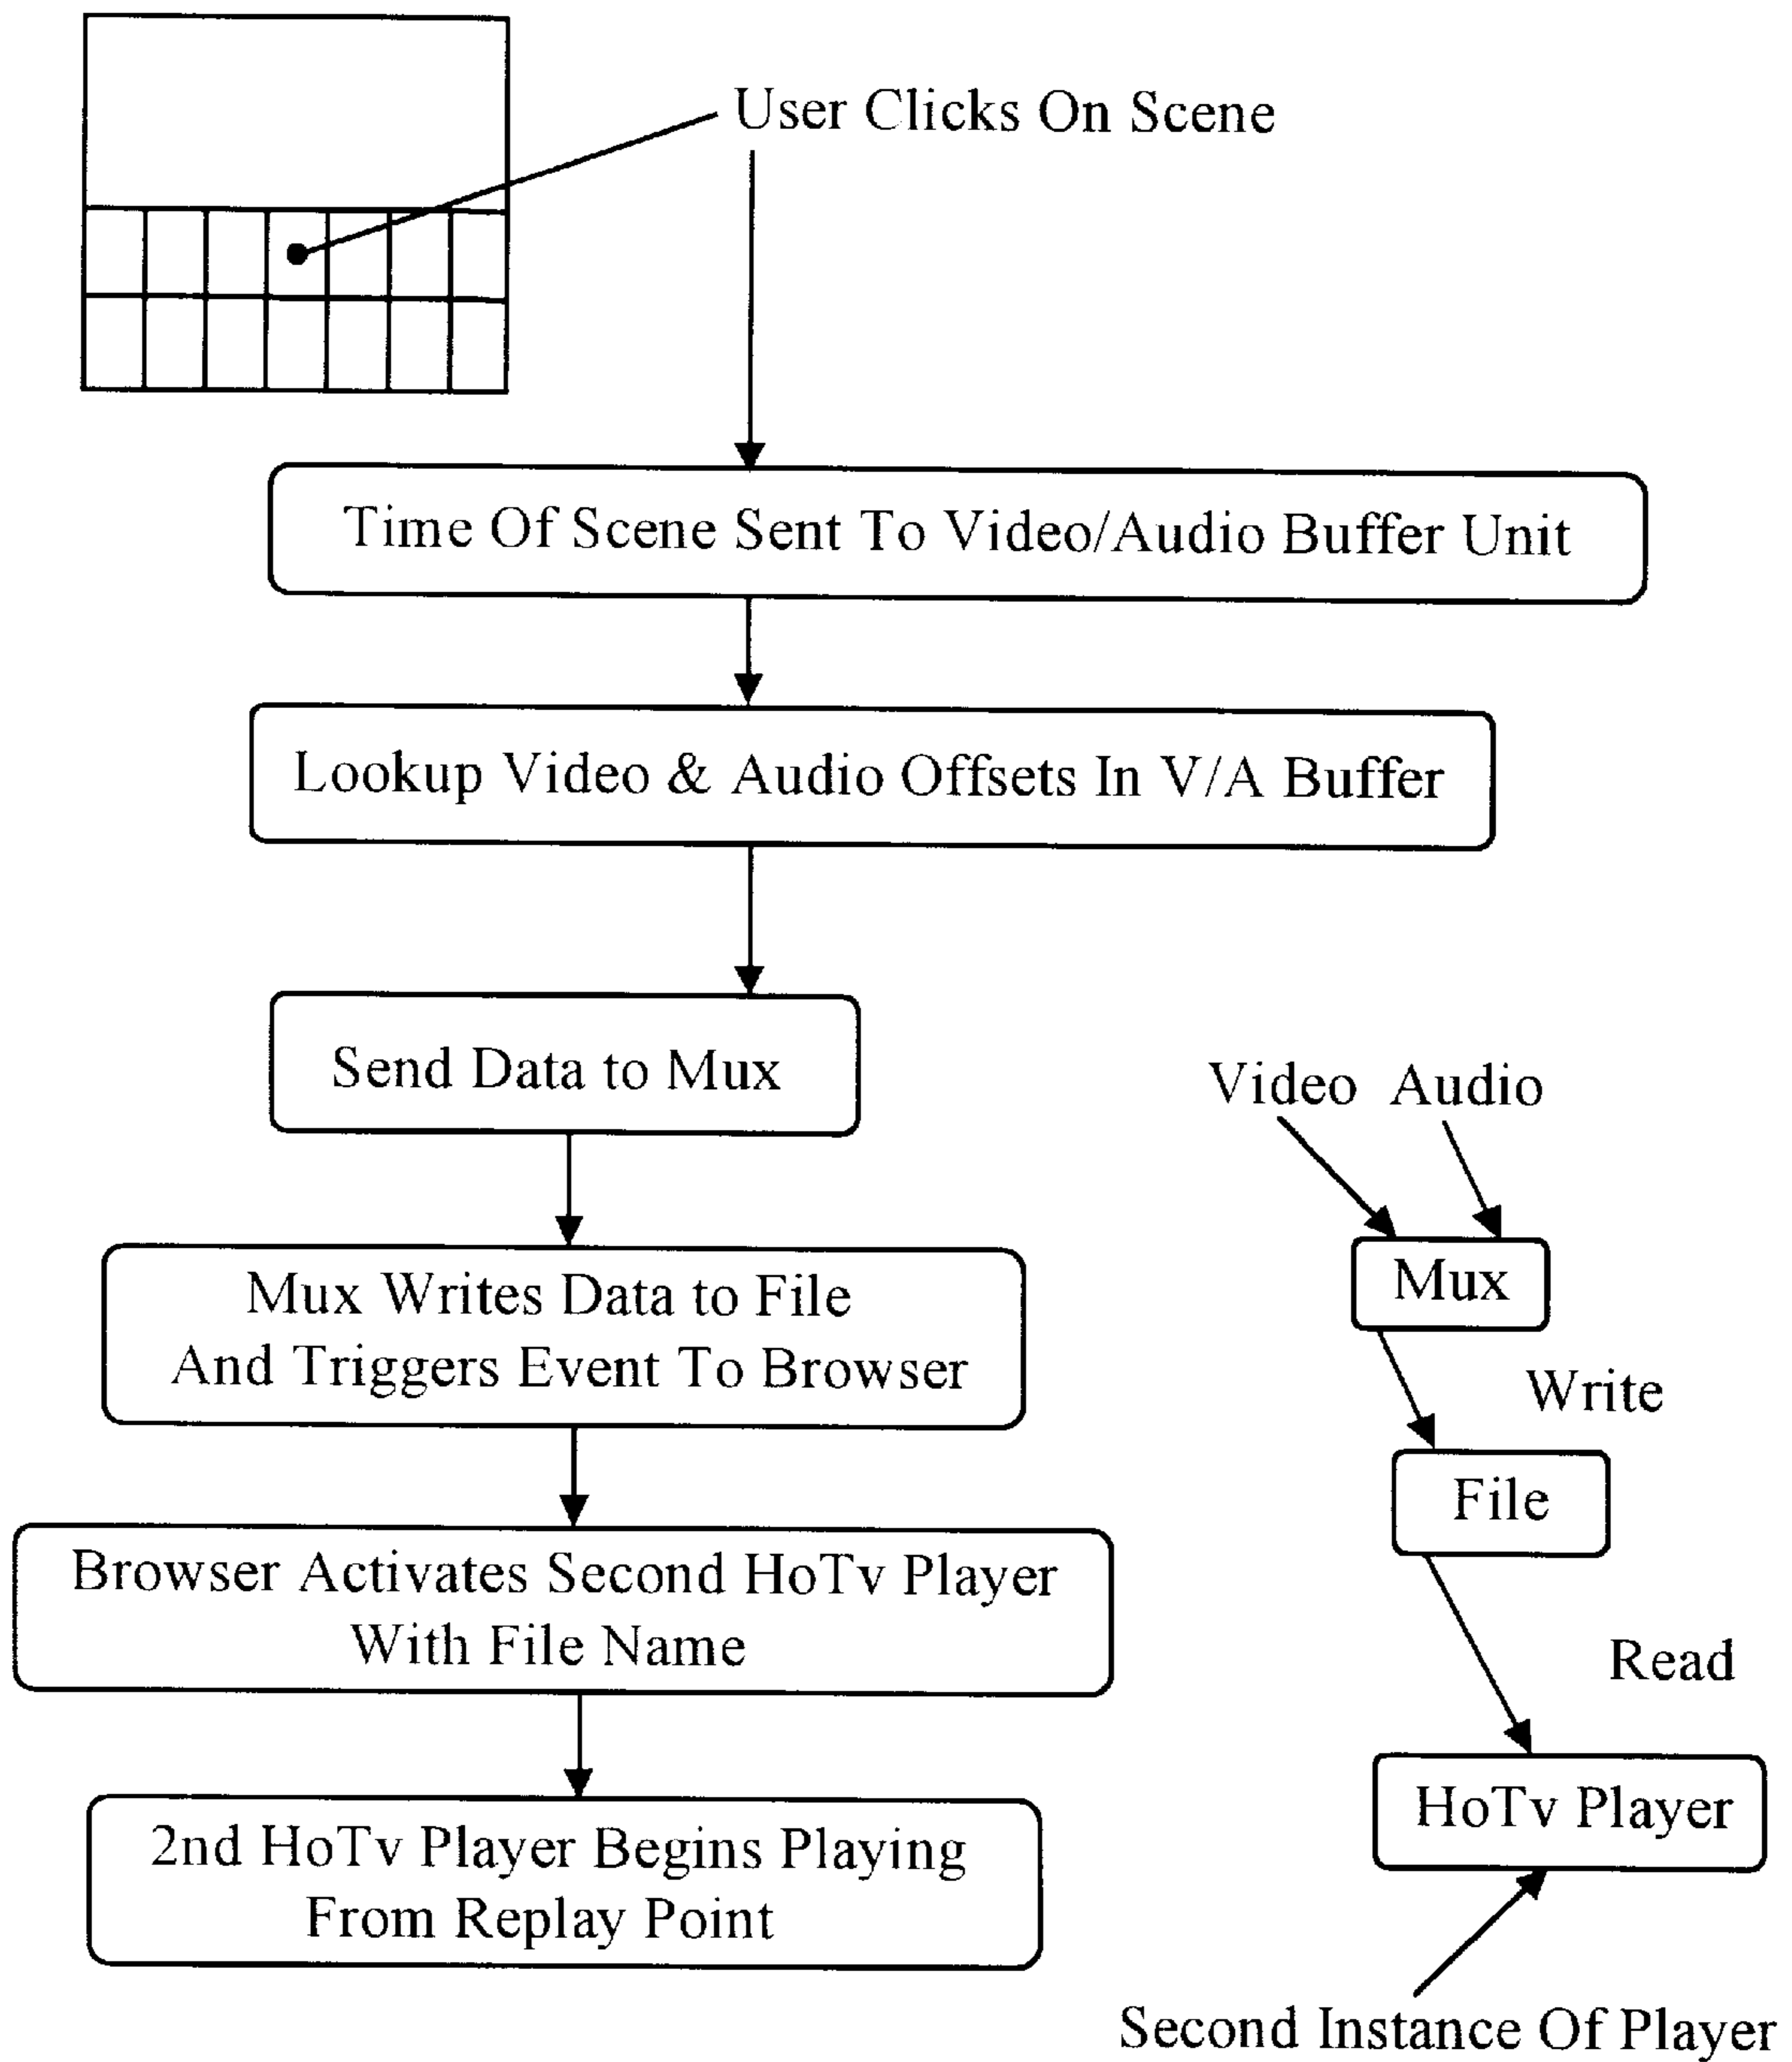 User Clicks On Scene
Time Of Scene Sent To Video/Audio Buffer Unit
Lookup Video & Audio Offsets In V/A Buffer
Send Data to Mux
Mux Writes Data to File
And Triggers Event To Browser
Browser Activates Second HoTv Player
With File Name
2nd HoTv Player Begins Playing
From Replay Point
Video Audio
Mux
Write
File
Read
HoTv Player
Second Instance Of Player